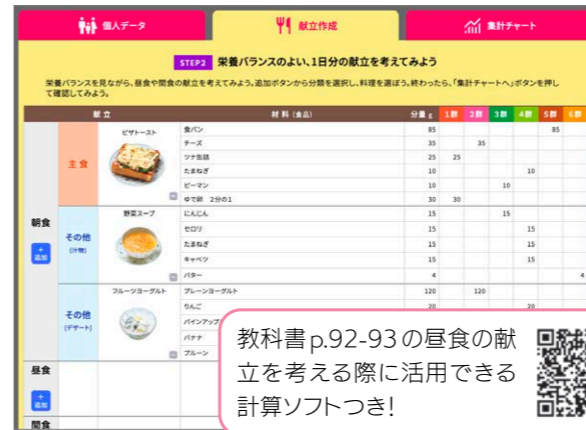 個人データ
献立作成
集計チャート
STEP2 栄養バランスのよい、1日分の献立を考えてみよう
栄養バランスを見ながら、昼食や間食の献立を考えてみよう。追加ボタンから分類を選択し、料理を選ぼう。終わったら、「集計チャートへ」ボタンを押し
て確認してみよう。
献立 材料(食品) 分量g 1群 2群 3群 4群 5群 6群
朝食
+
追加
主食
ピザトースト
食パン 85 85
チーズ 35 35
ツナ缶詰 25 25
たまねぎ 10 10
ピーマン 10 10
ゆで卵 2分の1 30 30
その他
(汁物)
野菜スープ
にんじん 15 15
セロリ 15 15
たまねぎ 15 15
キャベツ 15 15
バター 4 4
その他
(デザート)
フルーツヨーグルト
プレーンヨーグルト 120 120
りんご 20 20
パインアップ
バナナ
プルーン
昼食
+
追加
間食
教科書p.92-93の昼食の献
立を考える際に活用できる
計算ソフトつき!